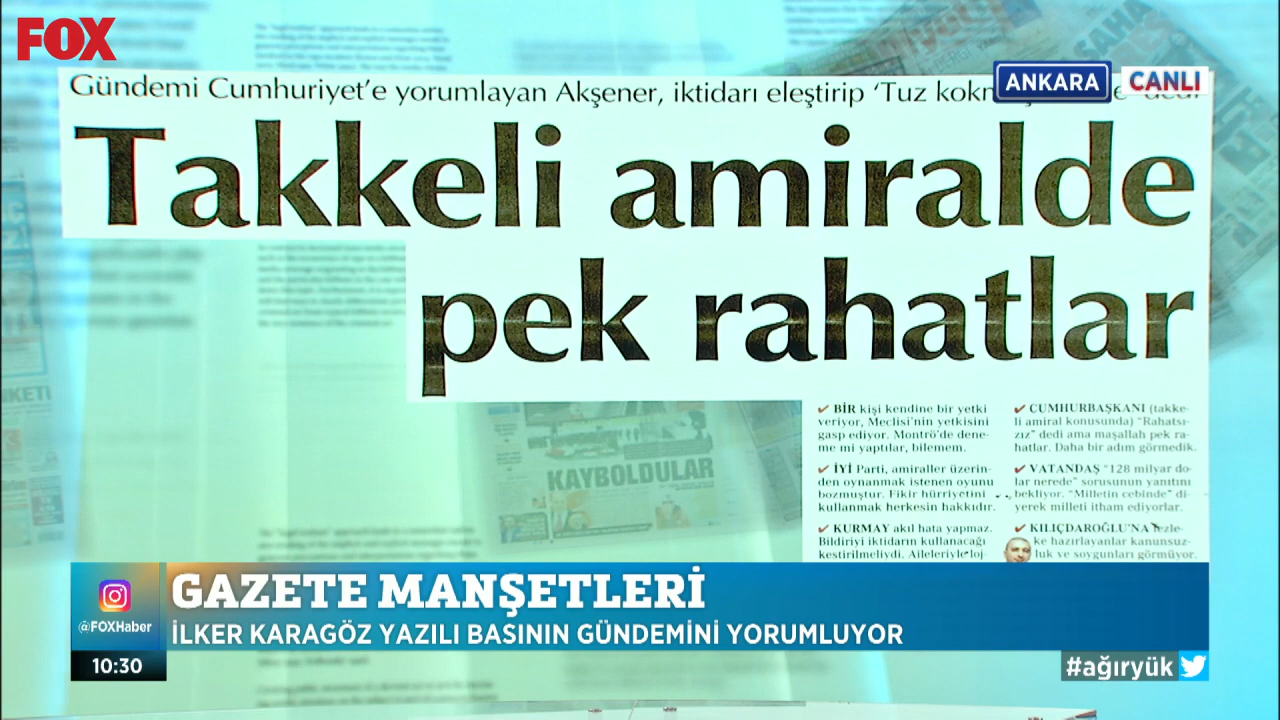 FOX
ANKARA CANLI
Gündemi Cumhuriyet'e yorumlayan Akşener, iktidarı eleştirip 'Tuz
Takkeli amiralde
pek rahatlar
✔ BİR kişi kendine bir yetki
veriyor, Meclisi'nin yetkisini
gasp ediyor. Montrö'de dene-
me mi yaptılar, bilemem.
✔ İYİ Parti, amiraller üzerin-
den oynanmak istenen oyunu
bozmuştur. Fikir hürriyetini
kullanmak herkesin hakkıdır.
✔ KURMAY akıl hata yapmaz.
Bildiriyi iktidarın kullanacağı
kestirilmeliydi. Aileleriyle loj-
✔ CUMHURBAŞKANI (takke-
li amiral konusunda) "Rahatsı-
zız" dedi ama maşallah pek ra-
hatlar. Daha bir adım görmedik.
✔ VATANDAŞ "128 milyar do-
lar nerede" sorusunun yanıtını
bekliyor. "Milletin cebinde" di-
yerek milleti itham ediyorlar.
✔ KILIÇDAROĞLU'NA fezle-
ke hazırlayanlar kanunsuz-
luk ve soygunları görmüyor.
KAYBOLDULAR
GAZETE MANŞETLERİ
@FOXHaber
İLKER KARAGÖZ YAZILI BASININ GÜNDEMİNİ YORUMLUYOR
10:30
#ağıryük